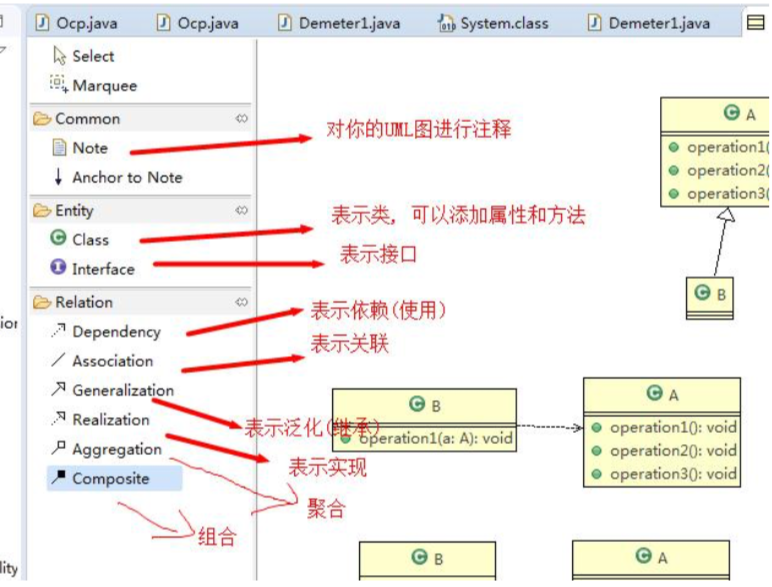 Ocp.java
Ocp.java
Demeter1.java
System.class
Demeter1.java
Select
Marquee
Common
Note
对你的UML图进行注释
Anchor to Note
Entity
Class
表示类, 可以添加属性和方法
Interface
表示接口
Relation
Dependency
表示依赖(使用)
Association
表示关联
Generalization
表示泛化(继承)
Realization
表示实现
Aggregation
聚合
Composite
组合
A
operation1(
operation2(
operation3(
B
B
operation1(a: A): void
A
operation1(): void
operation2(): void
operation3(): void
B
A
ior
lity